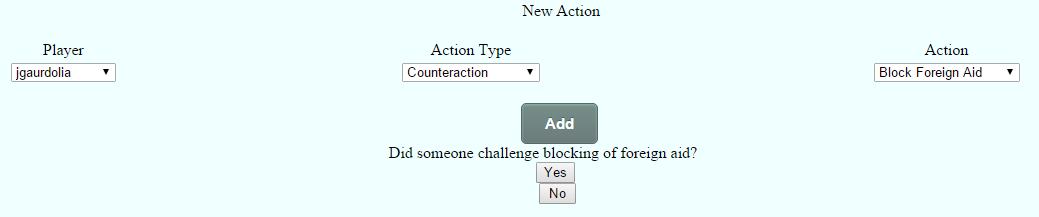 New Action
Player Action Type Action
jgaurdolia Counteraction Block Foreign Aid
Add
Did someone challenge blocking of foreign aid?
Yes
No